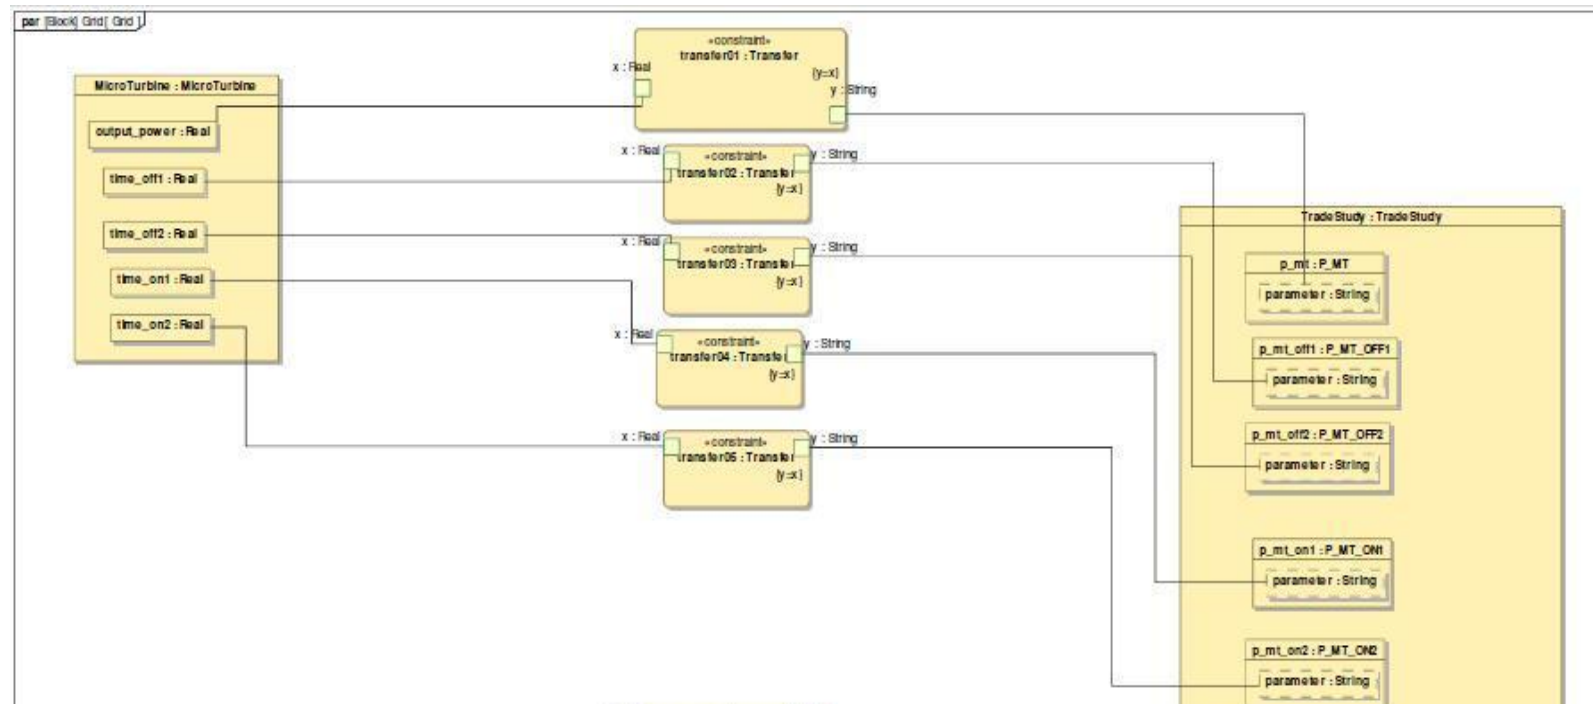 par [Block] Grid[ Grid ]
MicroTurbine : MicroTurbine
output_power : Real
time_off1 : Real
time_off2 : Real
time_on1 : Real
time_on2 : Real
«constraint»
transfer01 : Transfer
{y=x}
x : Real
y : String
«constraint»
transfer02 : Transfer
{y=x}
x : Real
y : String
«constraint»
transfer03 : Transfer
{y=x}
x : Real
y : String
«constraint»
transfer04 : Transfer
{y=x}
x : Real
y : String
«constraint»
transfer05 : Transfer
{y=x}
x : Real
y : String
TradeStudy : TradeStudy
p_mt : P_MT
parameter : String
p_mt_off1 : P_MT_OFF1
parameter : String
p_mt_off2 : P_MT_OFF2
parameter : String
p_mt_on1 : P_MT_ON1
parameter : String
p_mt_on2 : P_MT_ON2
parameter : String